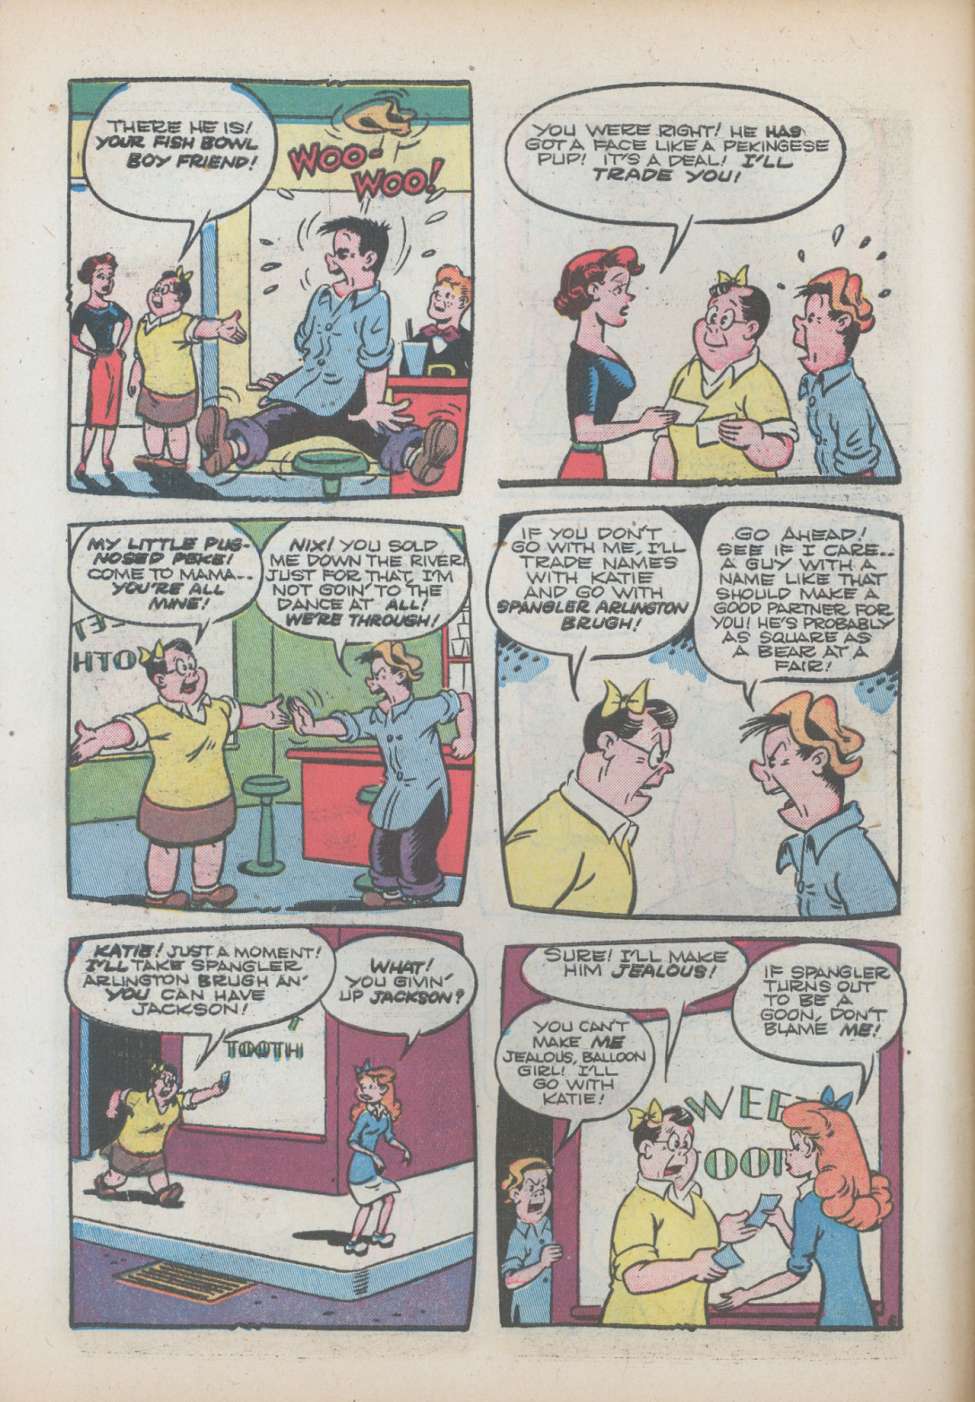 THERE HE IS!
YOUR FISH BOWL
BOY FRIEND!
WOO-
WOO!
YOU WERE RIGHT! HE HAS
GOT A FACE LIKE A PEKINGESE
PUP! IT'S A DEAL! I'LL
TRADE YOU!
MY LITTLE PUG-
NOSED PEKE!
COME TO MAMA--
YOU'RE ALL
MINE!
NIX! YOU SOLD
ME DOWN THE RIVER!
JUST FOR THAT, I'M
NOT GOIN' TO THE
DANCE AT ALL!
WE'RE THROUGH!
IF YOU DON'T
GO WITH ME, I'LL
TRADE NAMES
WITH KATIE
AND GO WITH
SPANGLER ARLINGTON
BRUGH!
GO AHEAD!
SEE IF I CARE--
A GUY WITH A
NAME LIKE THAT
SHOULD MAKE A
GOOD PARTNER FOR
YOU! HE'S PROBABLY
AS SQUARE AS
A BEAR AT A
FAIR!
KATIE! JUST A MOMENT!
I'LL TAKE SPANGLER
ARLINGTON BRUGH AN'
YOU CAN HAVE
JACKSON!
WHAT!
YOU GIVIN'
UP JACKSON?
TOOTH
SURE! I'LL MAKE
HIM JEALOUS!
IF SPANGLER
TURNS OUT
TO BE A
GOON, DON'T
BLAME ME!
YOU CAN'T
MAKE ME
JEALOUS, BALLOON
GIRL! I'LL
GO WITH
KATIE!
WEET
OOT